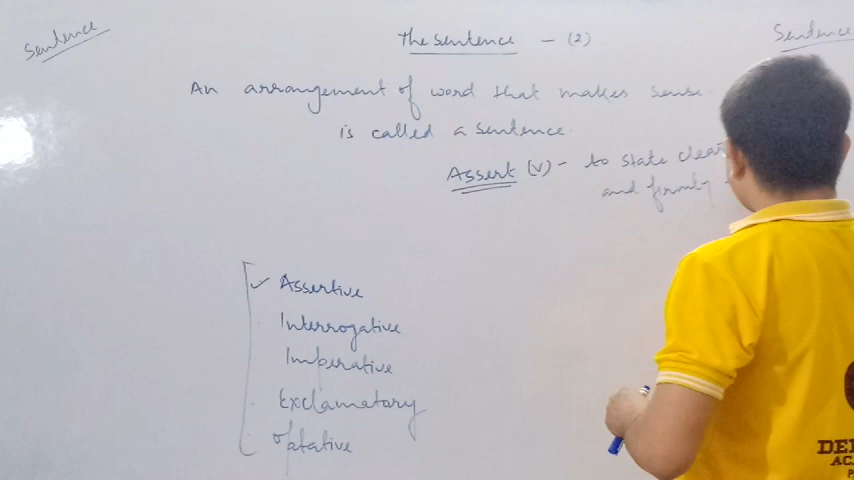 Sentence
The Sentence - (2)
Sentence
An arrangement of word that makes sense
is called a sentence.
Assert (v) - to state clear
and firmly
✓ Assertive
Interrogative
Imperative
Exclamatory
Optative